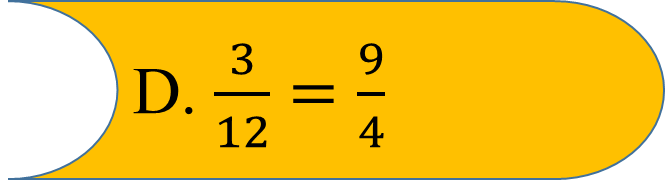 D. 3/12 = 9/4